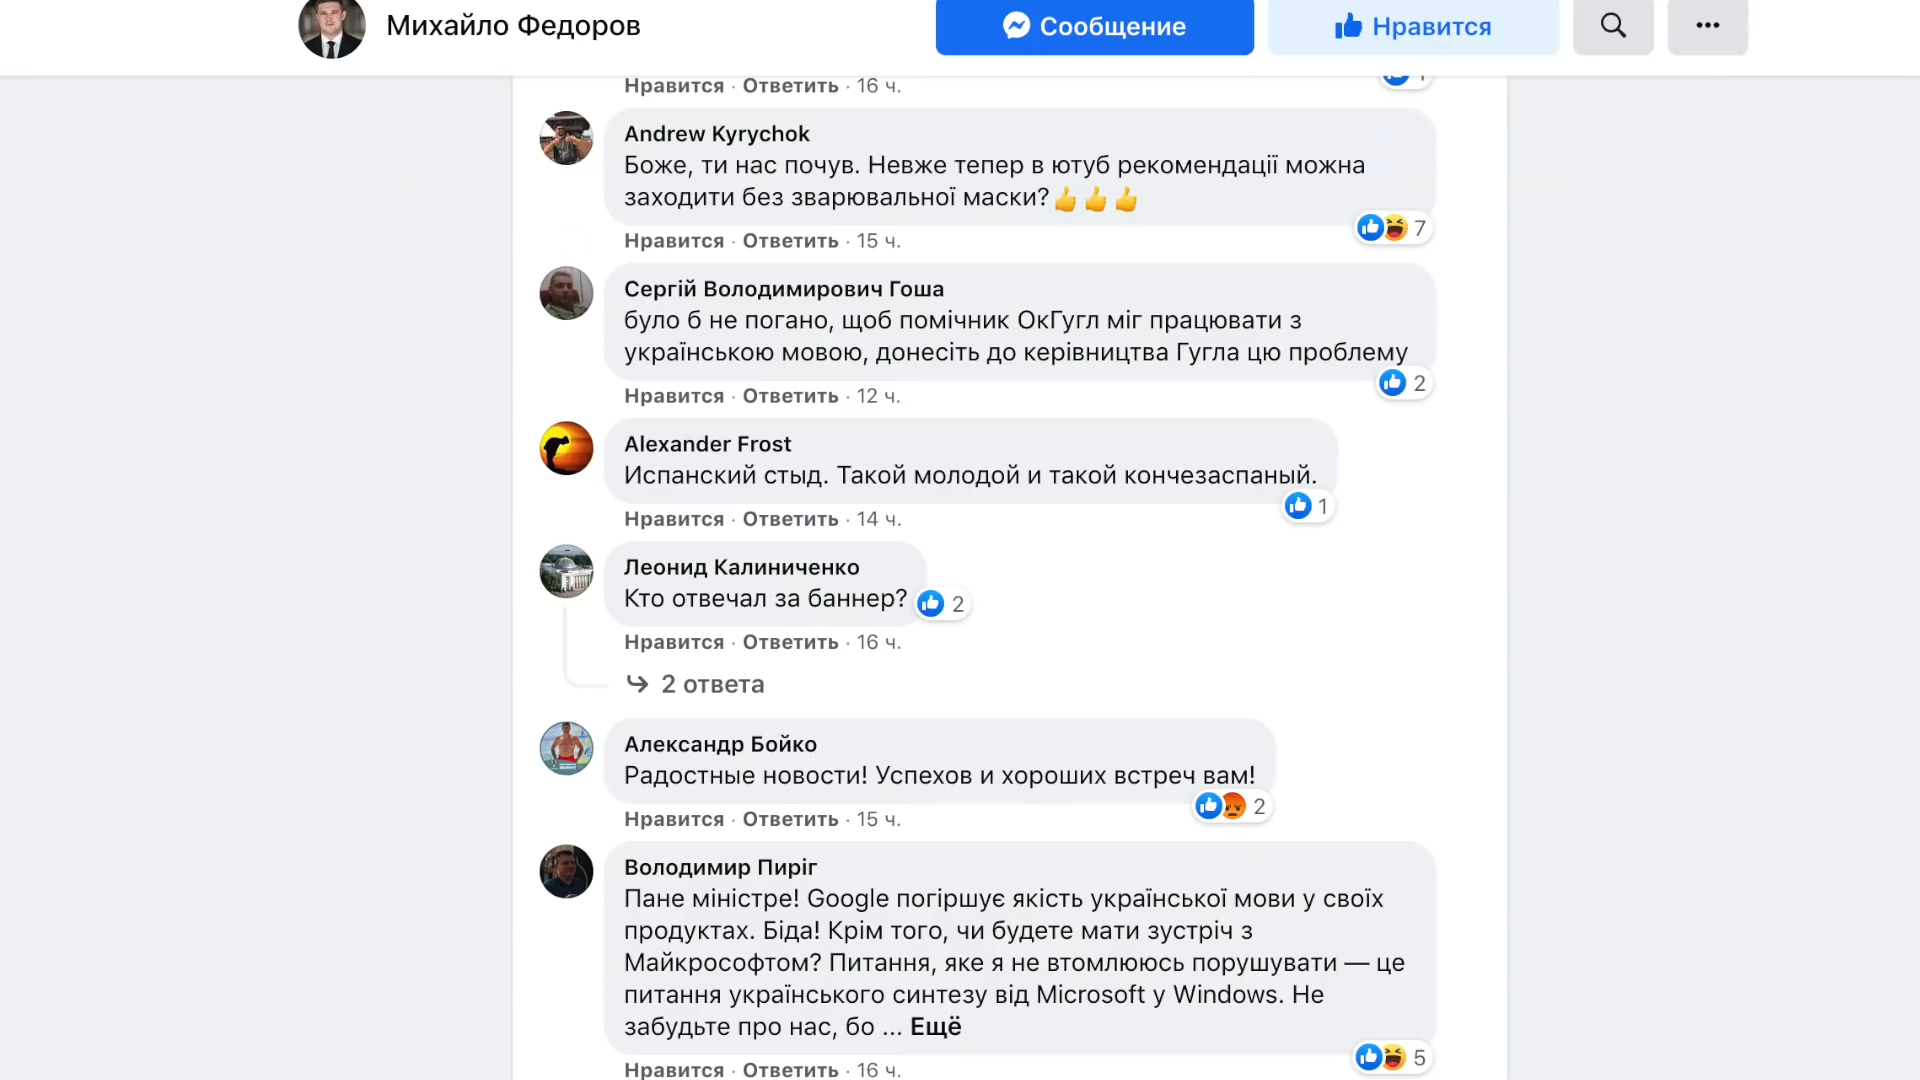 Михайло Федоров
Сообщение
Нравится
Нравится · Ответить · 16 ч.
Andrew Kyrychok
Боже, ти нас почув. Невже тепер в ютуб рекомендації можна
заходити без зварювальної маски?👍👍👍
7
Нравится · Ответить · 15 ч.
Сергій Володимирович Гоша
було б не погано, щоб помічник ОкГугл міг працювати з
українською мовою, донесіть до керівництва Гугла цю проблему
2
Нравится · Ответить · 12 ч.
Alexander Frost
Испанский стыд. Такой молодой и такой кончезаспаный.
1
Нравится · Ответить · 14 ч.
Леонид Калиниченко
Кто отвечал за баннер?
2
Нравится · Ответить · 16 ч.
2 ответа
Александр Бойко
Радостные новости! Успехов и хороших встреч вам!
2
Нравится · Ответить · 15 ч.
Володимир Пиріг
Пане міністре! Google погіршує якість української мови у своїх
продуктах. Біда! Крім того, чи будете мати зустріч з
Майкрософтом? Питання, яке я не втомлююсь порушувати — це
питання українського синтезу від Microsoft у Windows. Не
забудьте про нас, бо ... Ещё
5
Нравится · Ответить · 16 ч.